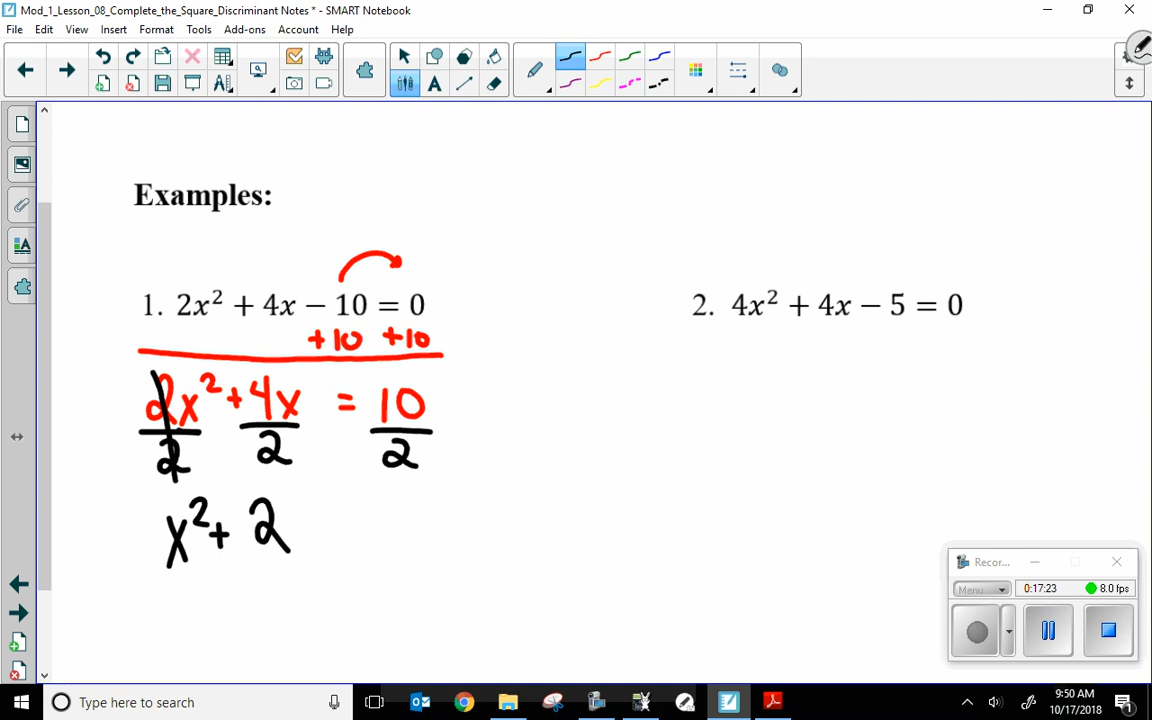 Mod_1_Lesson_08_Complete_the_Square_Discriminant Notes * - SMART Notebook
File Edit View Insert Format Tools Add-ons Account Help
Examples:
1. 2x² + 4x − 10 = 0
2. 4x² + 4x − 5 = 0
+10 +10
2x² + 4x = 10
2 2 2
x² + 2
Recor...
Menu 0:17:23 8.0 fps
Type here to search
9:50 AM
10/17/2018
1